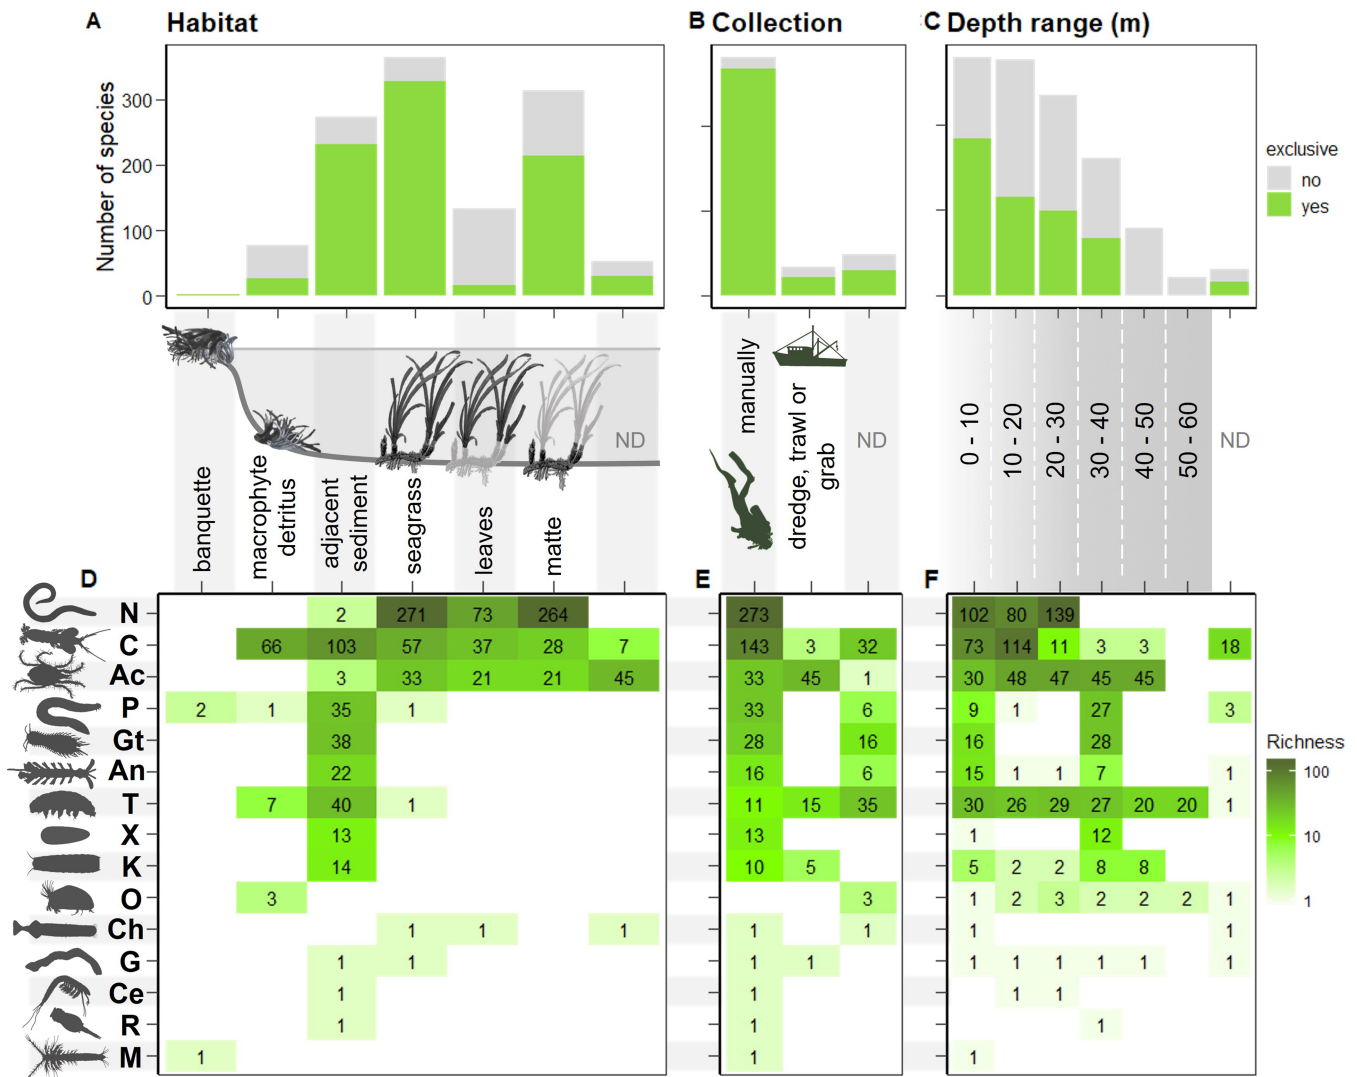 A Habitat
B Collection
C Depth range (m)
Number of species
300
200
100
0
exclusive
no
yes
banquette
macrophyte
detritus
adjacent
sediment
seagrass
leaves
matte
ND
manually
dredge, trawl or
grab
ND
0 - 10
10 - 20
20 - 30
30 - 40
40 - 50
50 - 60
ND
D
E
F
N 2 271 73 264 273 102 80 139
C 66 103 57 37 28 7 143 3 32 73 114 11 3 3 18
Ac 3 33 21 21 45 33 45 1 30 48 47 45 45
P 2 1 35 1 33 6 9 1 27 3
Gt 38 28 16 16 28
An 22 16 6 15 1 1 7 1
T 7 40 1 11 15 35 30 26 29 27 20 20 1
X 13 13 1 12
K 14 10 5 5 2 2 8 8
O 3 3 1 2 3 2 2 2 1
Ch 1 1 1 1 1 1 1
G 1 1 1 1 1 1 1 1 1 1
Ce 1 1 1 1
R 1 1 1
M 1 1 1
Richness
100
10
1